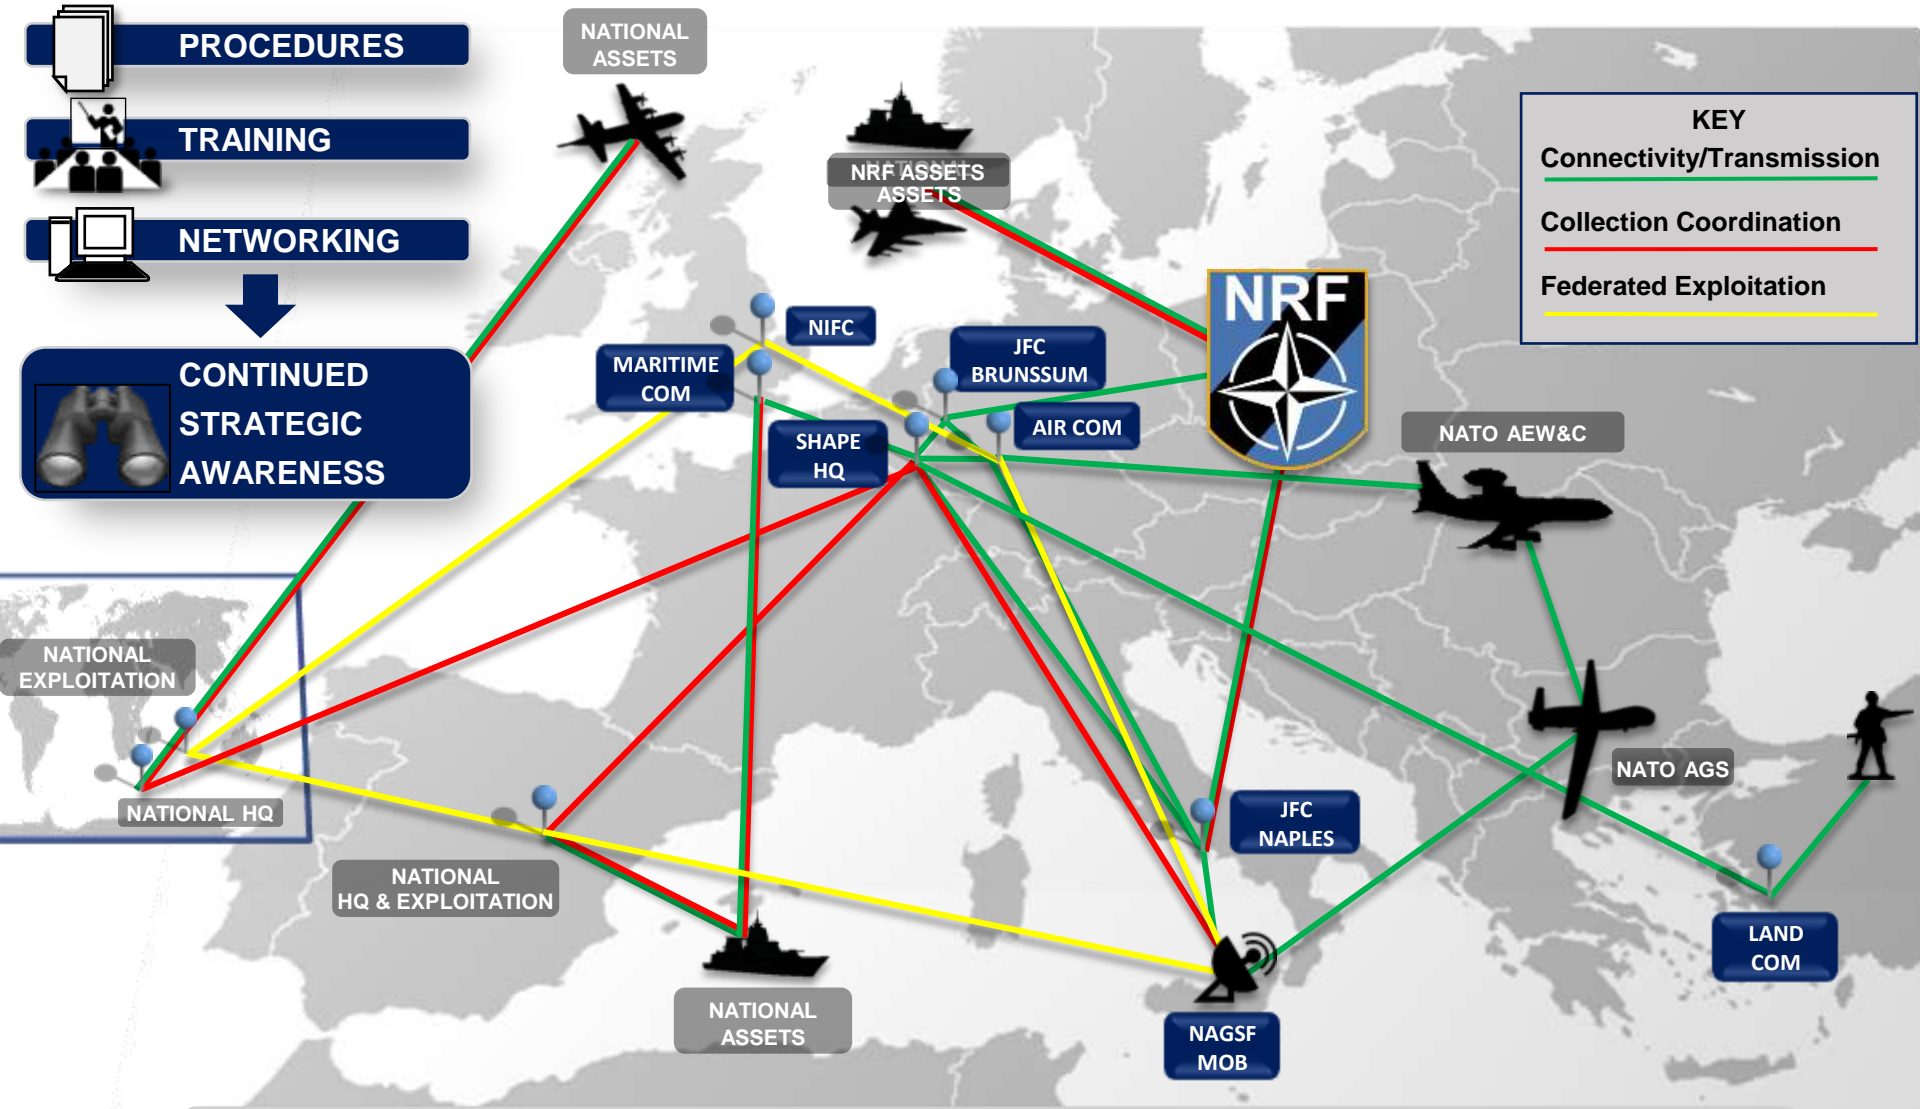 PROCEDURES
TRAINING
NETWORKING
CONTINUED
STRATEGIC
AWARENESS
NATIONAL
ASSETS
NATIONAL
NRF ASSETS
ASSETS
KEY
Connectivity/Transmission
Collection Coordination
Federated Exploitation
NRF
NIFC
MARITIME
COM
JFC
BRUNSSUM
AIR COM
SHAPE
HQ
NATO AEW&C
NATIONAL
EXPLOITATION
NATIONAL HQ
NATIONAL
HQ & EXPLOITATION
NATIONAL
ASSETS
JFC
NAPLES
NATO AGS
LAND
COM
NAGSF
MOB